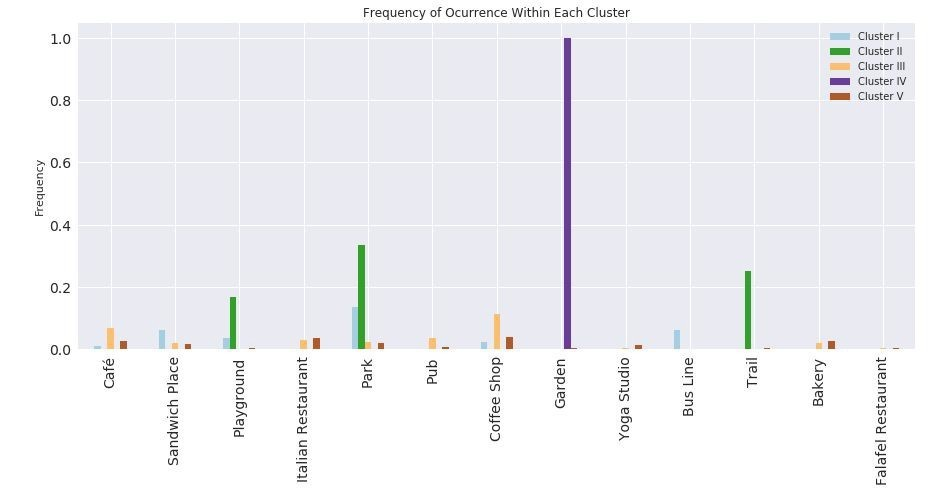 Frequency of Ocurrence Within Each Cluster
Cluster I
Cluster II
Cluster III
Cluster IV
Cluster V
Frequency
1.0
0.8
0.6
0.4
0.2
0.0
Café
Sandwich Place
Playground
Italian Restaurant
Park
Pub
Coffee Shop
Garden
Yoga Studio
Bus Line
Trail
Bakery
Falafel Restaurant